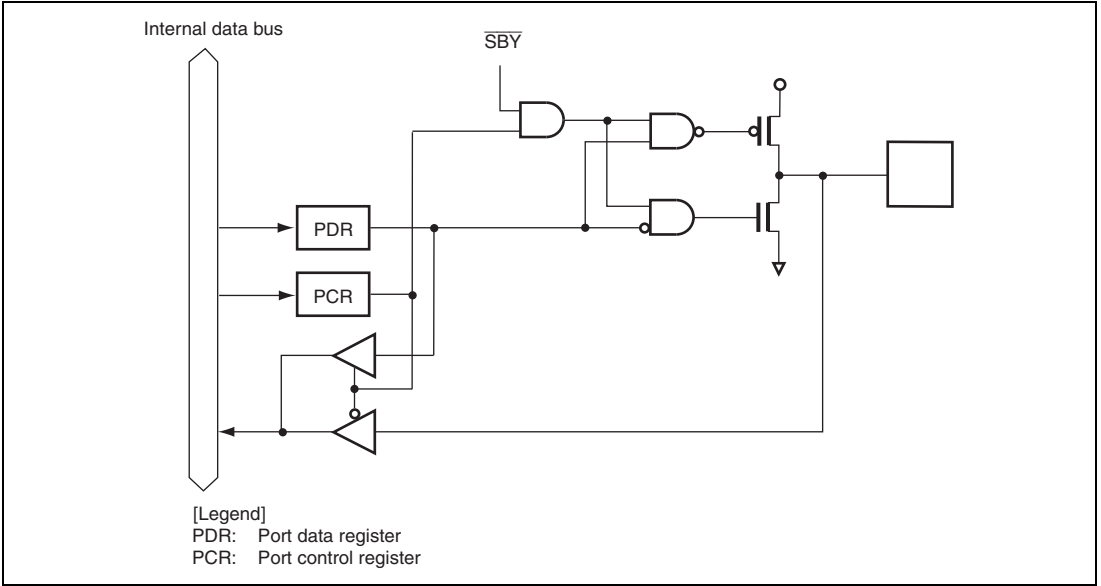 Internal data bus
SBY
PDR
PCR
[Legend]
PDR: Port data register
PCR: Port control register